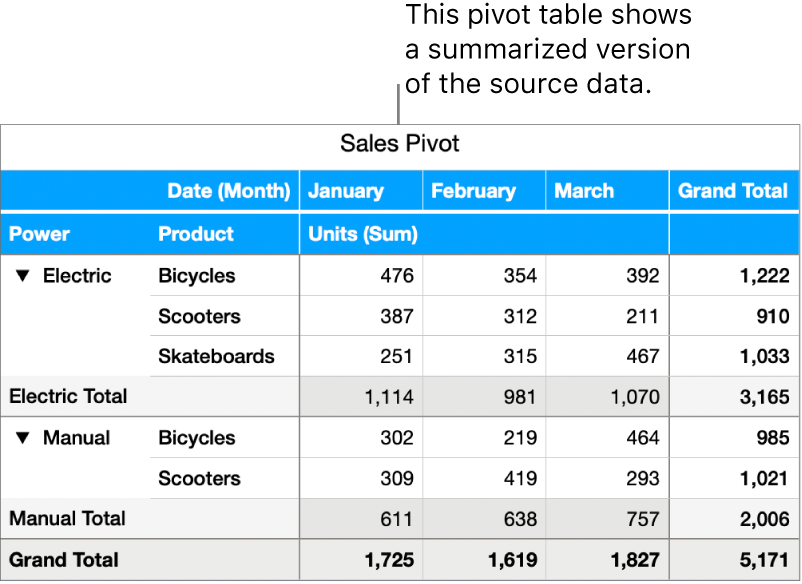 This pivot table shows
a summarized version
of the source data.
Sales Pivot
Date (Month) January February March Grand Total
Power Product Units (Sum)
▼ Electric Bicycles 476 354 392 1,222
Scooters 387 312 211 910
Skateboards 251 315 467 1,033
Electric Total 1,114 981 1,070 3,165
▼ Manual Bicycles 302 219 464 985
Scooters 309 419 293 1,021
Manual Total 611 638 757 2,006
Grand Total 1,725 1,619 1,827 5,171